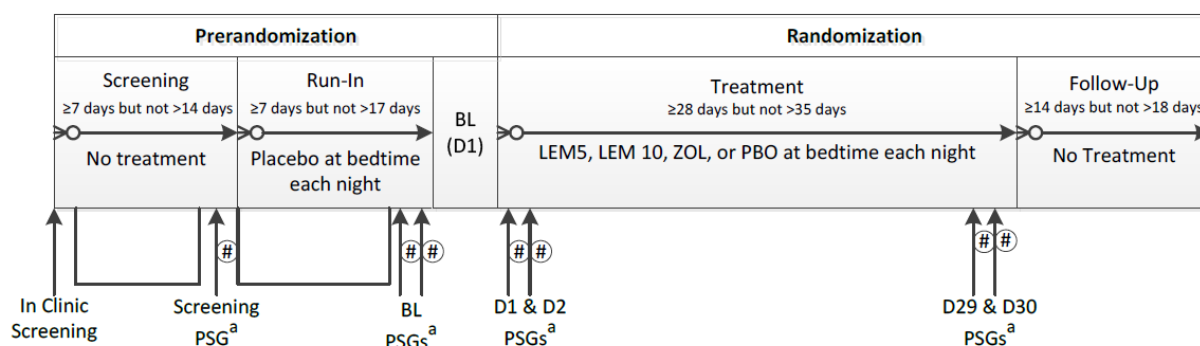 Prerandomization
Randomization
Screening
≥7 days but not >14 days
No treatment
Run-In
≥7 days but not >17 days
Placebo at bedtime
each night
BL
(D1)
Treatment
≥28 days but not >35 days
LEM5, LEM 10, ZOL, or PBO at bedtime each night
Follow-Up
≥14 days but not >18 days
No Treatment
# # # # # # #
In Clinic
Screening
Screening
PSGa
BL
PSGsa
D1 & D2
PSGsa
D29 & D30
PSGsa